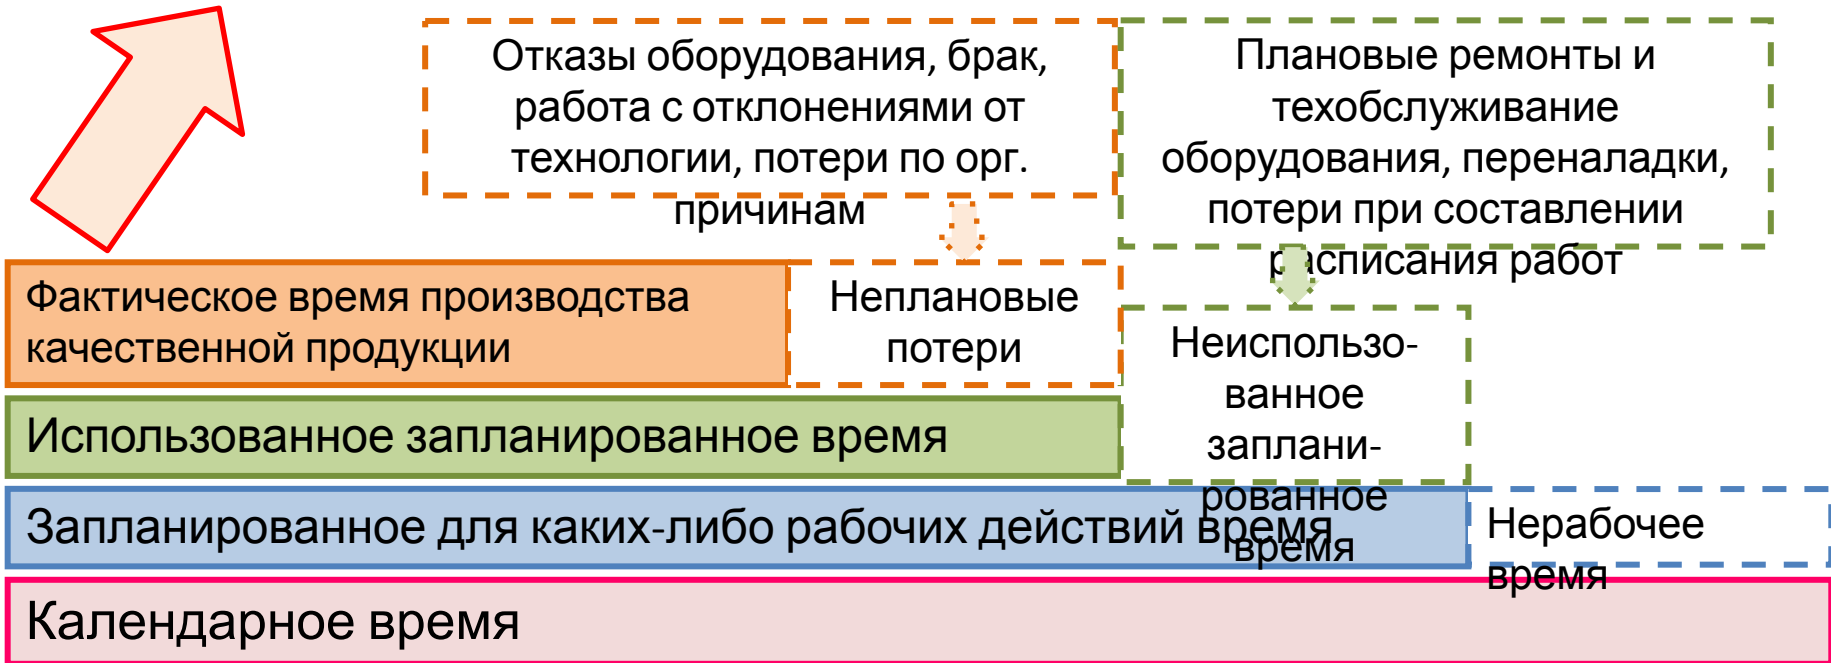 Отказы оборудования, брак,
работа с отклонениями от
технологии, потери по орг.
причинам
Плановые ремонты и
техобслуживание
оборудования, переналадки,
потери при составлении
расписания работ
Фактическое время производства
качественной продукции
Неплановые
потери
Неиспользо-
ванное
заплани-
рованное
время
Использованное запланированное время
Запланированное для каких-либо рабочих действий время
Нерабочее
время
Календарное время